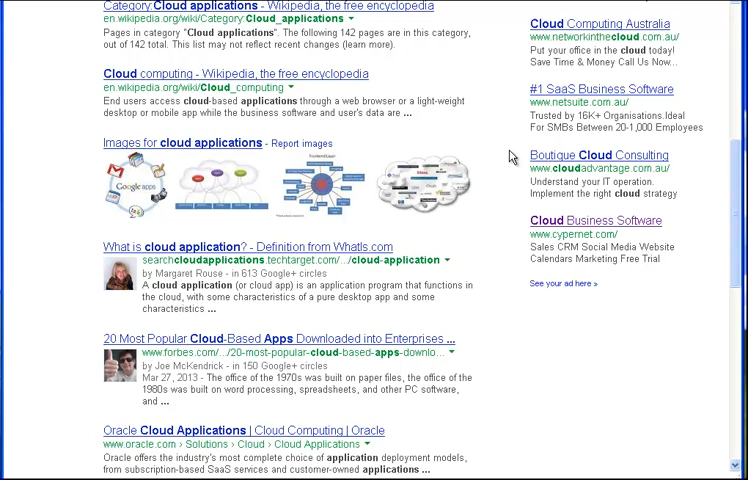 Category:Cloud applications - Wikipedia, the free encyclopedia
en.wikipedia.org/wiki/Category:Cloud_applications
Pages in category "Cloud applications". The following 142 pages are in this category,
out of 142 total. This list may not reflect recent changes (learn more).
Cloud computing - Wikipedia, the free encyclopedia
en.wikipedia.org/wiki/Cloud_computing
End users access cloud-based applications through a web browser or a light-weight
desktop or mobile app while the business software and user's data are ...
Images for cloud applications - Report images
Google apps
What is cloud application? - Definition from WhatIs.com
searchcloudapplications.techtarget.com/.../cloud-application
by Margaret Rouse - in 613 Google+ circles
A cloud application (or cloud app) is an application program that functions in
the cloud, with some characteristics of a pure desktop app and some
characteristics ...
20 Most Popular Cloud-Based Apps Downloaded into Enterprises ...
www.forbes.com/.../20-most-popular-cloud-based-apps-downlo...
by Joe McKendrick - in 150 Google+ circles
Mar 27, 2013 - The office of the 1970s was built on paper files, the office of the
1980s was built on word processing, spreadsheets, and other PC software,
and ...
Oracle Cloud Applications | Cloud Computing | Oracle
www.oracle.com › Solutions › Cloud › Cloud Applications
Oracle offers the industry's most complete choice of application deployment models,
from subscription-based SaaS services and customer-owned applications ...
Cloud Computing Australia
www.networkinthecloud.com.au/
Put your office in the cloud today!
Save Time & Money Call Us Now...
#1 SaaS Business Software
www.netsuite.com.au/
Trusted by 16K+ Organisations.Ideal
For SMBs Between 20-1,000 Employees
Boutique Cloud Consulting
www.cloudadvantage.com.au/
Understand your IT operation.
Implement the right cloud strategy
Cloud Business Software
www.cypernet.com/
Sales CRM Social Media Website
Calendars Marketing Free Trial
See your ad here »